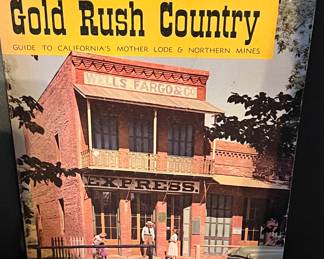 Gold Rush Country
GUIDE TO CALIFORNIA'S MOTHER LODE & NORTHERN MINES
WELLS FARGO & CO
EXPRESS.